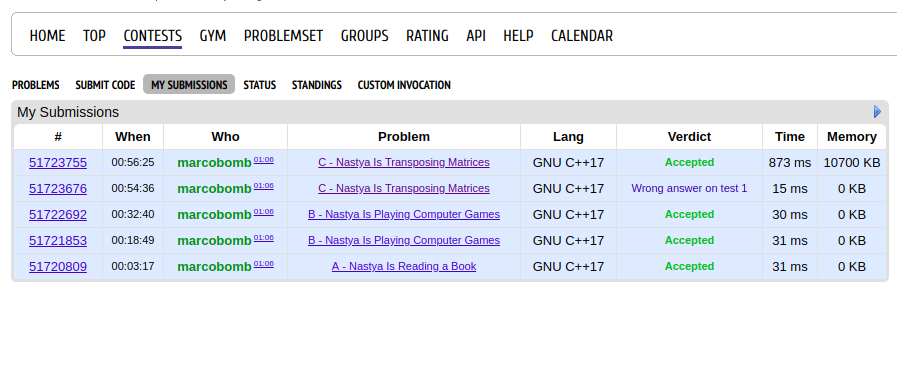 HOME TOP CONTESTS GYM PROBLEMSET GROUPS RATING API HELP CALENDAR
PROBLEMS SUBMIT CODE MY SUBMISSIONS STATUS STANDINGS CUSTOM INVOCATION
My Submissions
# When Who Problem Lang Verdict Time Memory
51723755 00:56:25 marcobomb 01:06 C - Nastya Is Transposing Matrices GNU C++17 Accepted 873 ms 10700 KB
51723676 00:54:36 marcobomb 01:06 C - Nastya Is Transposing Matrices GNU C++17 Wrong answer on test 1 15 ms 0 KB
51722692 00:32:40 marcobomb 01:06 B - Nastya Is Playing Computer Games GNU C++17 Accepted 30 ms 0 KB
51721853 00:18:49 marcobomb 01:06 B - Nastya Is Playing Computer Games GNU C++17 Accepted 31 ms 0 KB
51720809 00:03:17 marcobomb 01:06 A - Nastya Is Reading a Book GNU C++17 Accepted 31 ms 0 KB